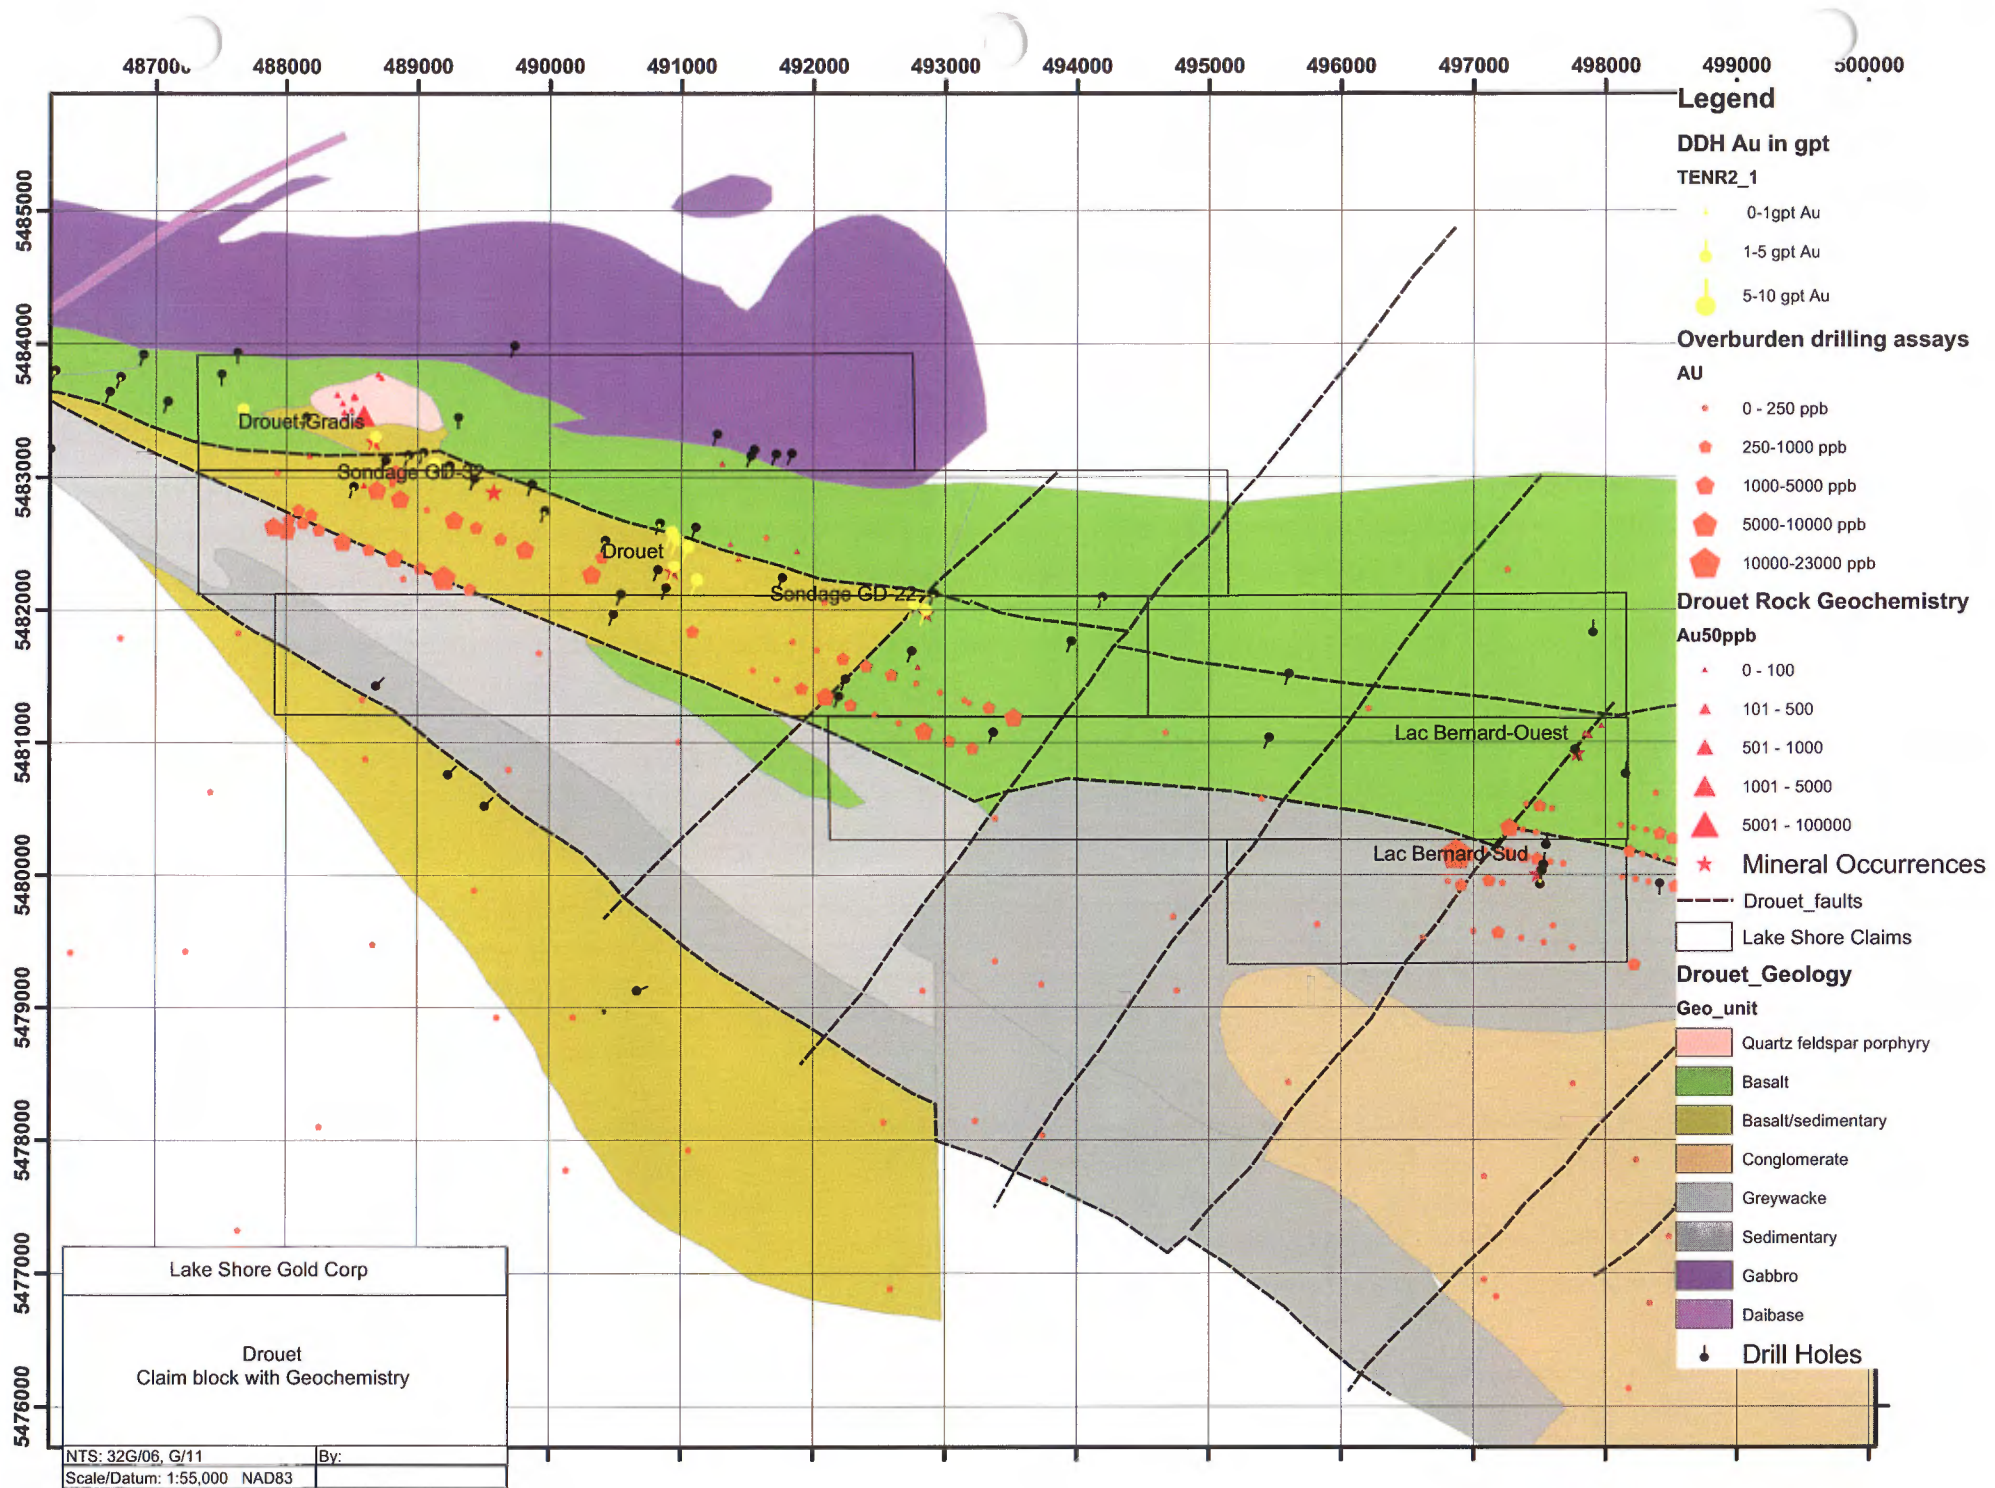 487000 488000 489000 490000 491000 492000 493000 494000 495000 496000 497000 498000 499000 500000
5485000
5484000
5483000
5482000
5481000
5480000
5479000
5478000
5477000
5476000
Drouet-Gradis
Sondage GD-32
Drouet
Sondage GD-22
Lac Bernard-Ouest
Lac Bernard-Sud
Legend
DDH Au in gpt
TENR2_1
0-1gpt Au
1-5 gpt Au
5-10 gpt Au
Overburden drilling assays
AU
0 - 250 ppb
250-1000 ppb
1000-5000 ppb
5000-10000 ppb
10000-23000 ppb
Drouet Rock Geochemistry
Au50ppb
0 - 100
101 - 500
501 - 1000
1001 - 5000
5001 - 100000
Mineral Occurrences
Drouet_faults
Lake Shore Claims
Drouet_Geology
Geo_unit
Quartz feldspar porphyry
Basalt
Basalt/sedimentary
Conglomerate
Greywacke
Sedimentary
Gabbro
Daibase
Drill Holes
Lake Shore Gold Corp
Drouet
Claim block with Geochemistry
NTS: 32G/06, G/11 By:
Scale/Datum: 1:55,000 NAD83